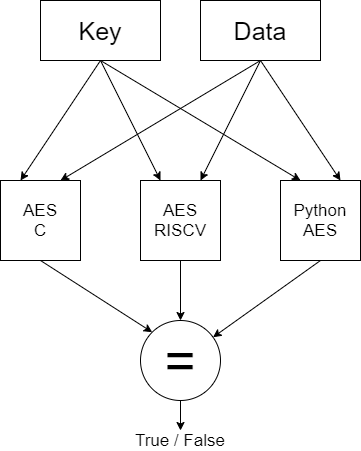 Key
Data
AES
C
AES
RISCV
Python
AES
=
True / False